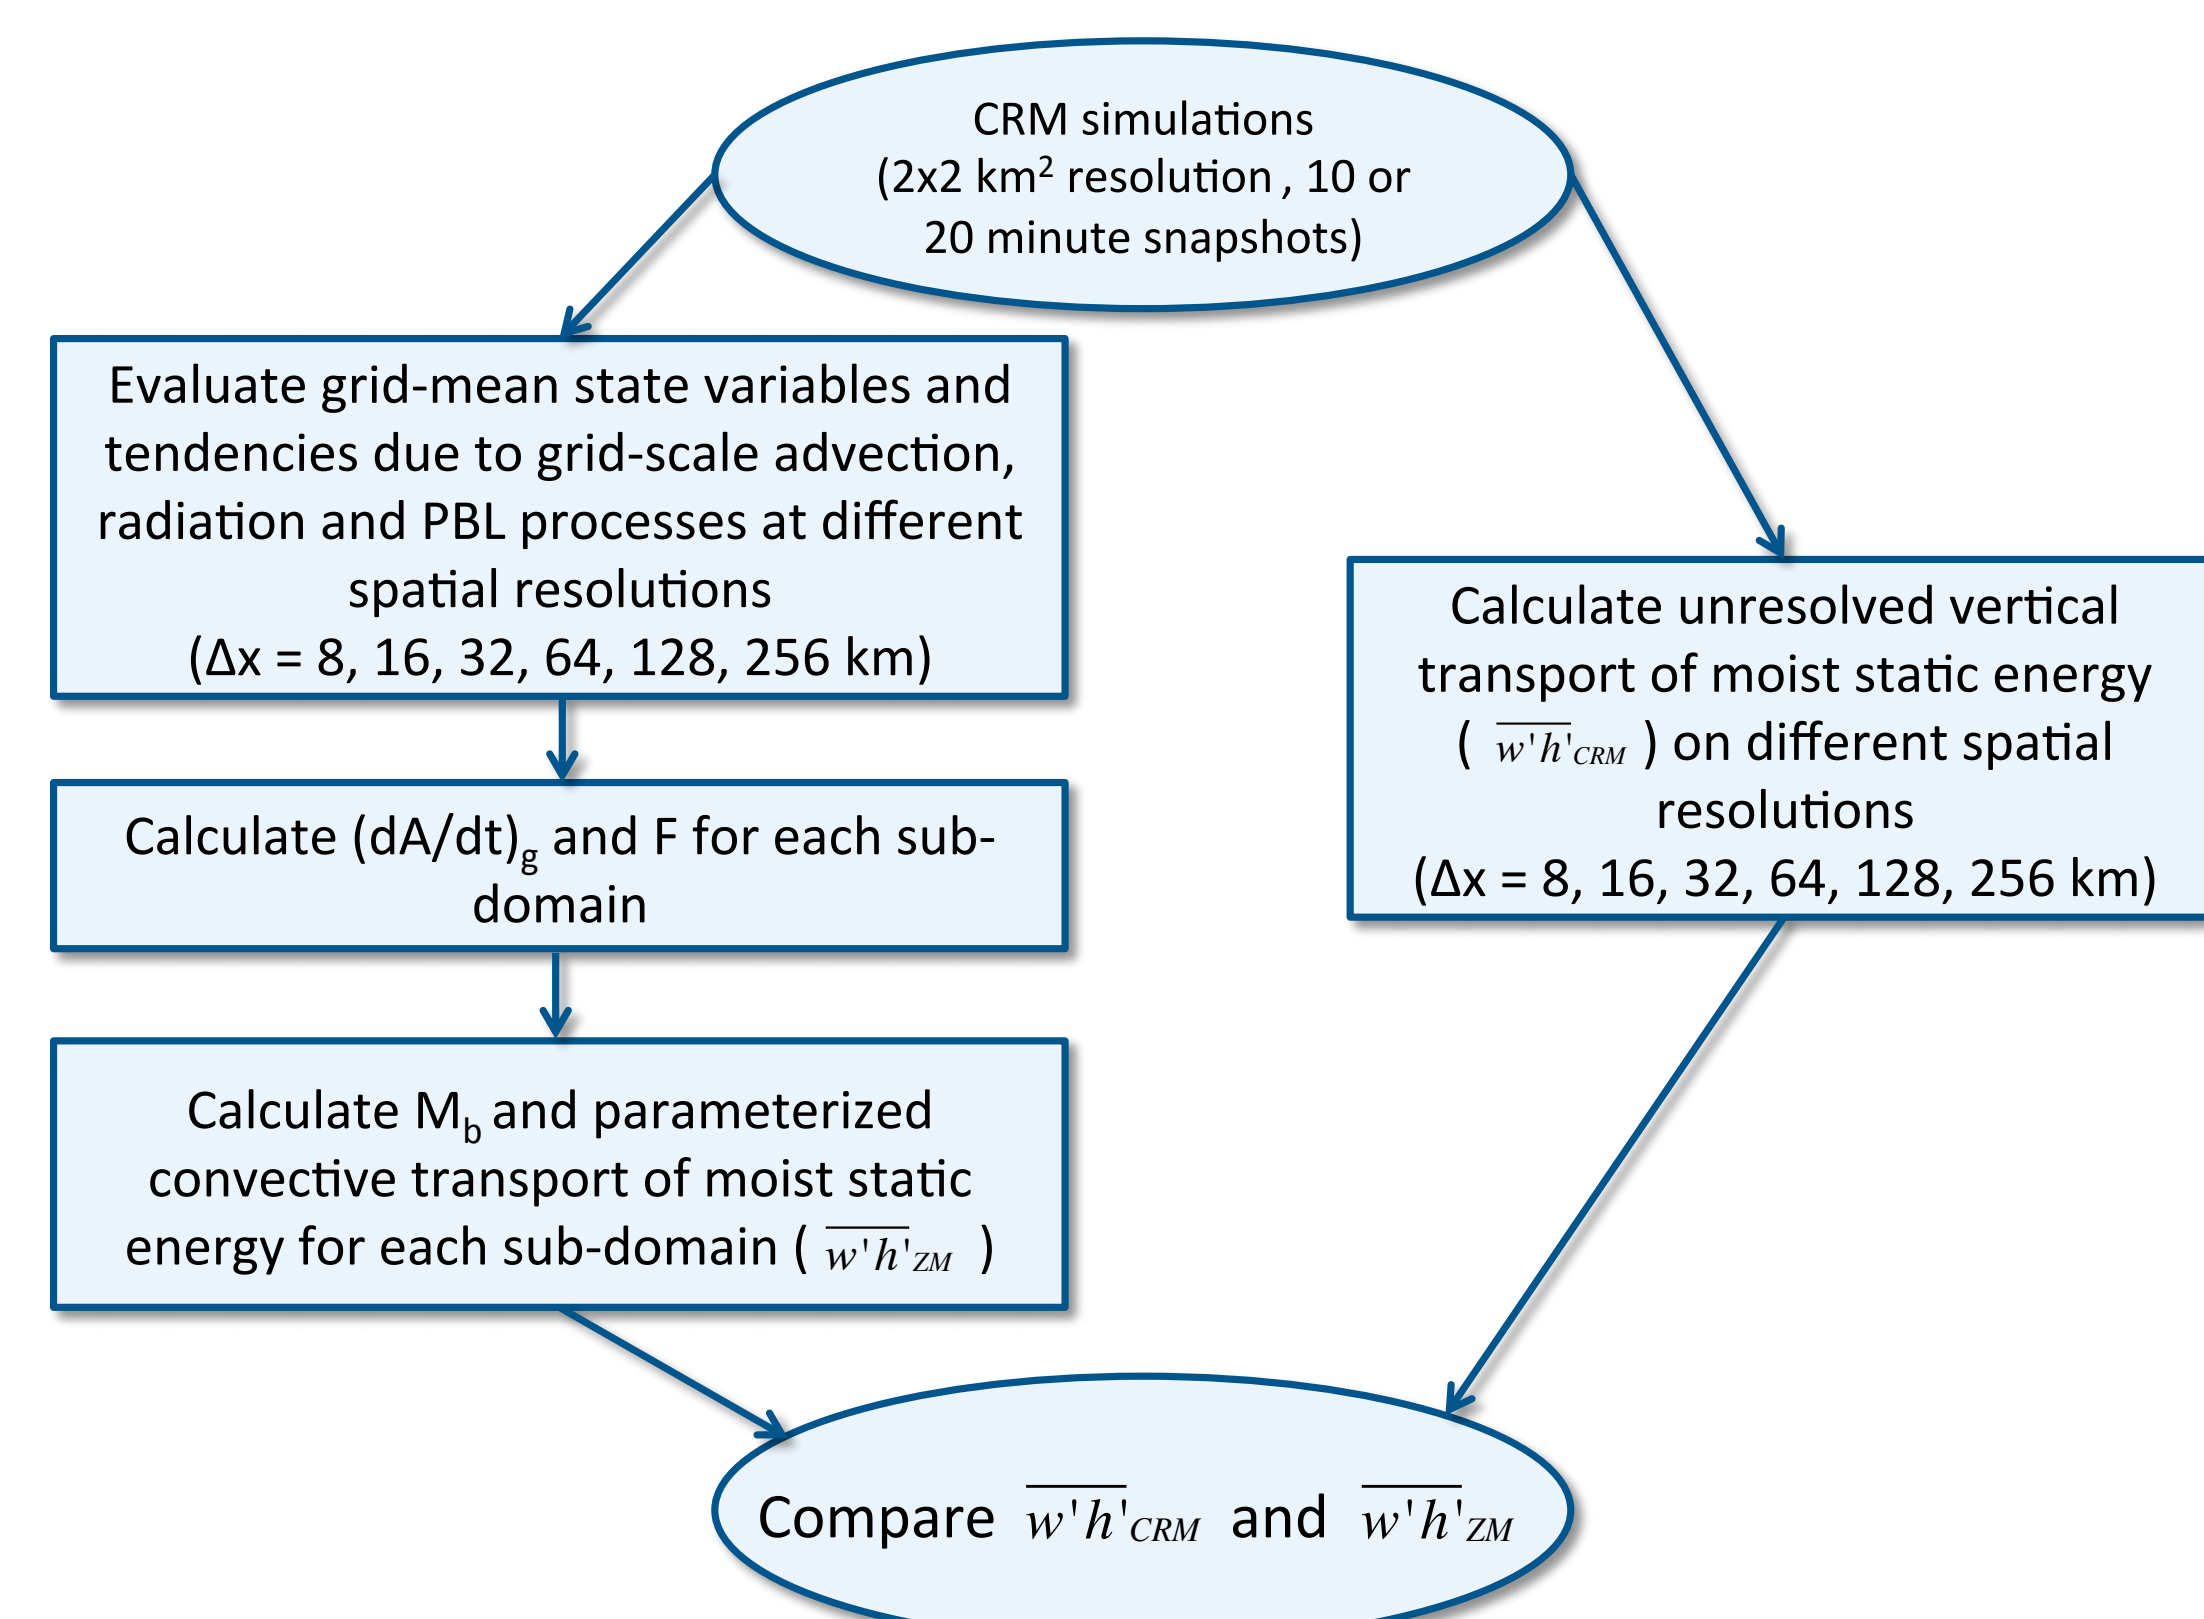 CRM simulations
(2x2 km² resolution , 10 or
20 minute snapshots)
Evaluate grid-mean state variables and
tendencies due to grid-scale advection,
radiation and PBL processes at different
spatial resolutions
(Δx = 8, 16, 32, 64, 128, 256 km)
Calculate (dA/dt)g and F for each sub-
domain
Calculate Mb and parameterized
convective transport of moist static
energy for each sub-domain ( w'h'ZM )
Calculate unresolved vertical
transport of moist static energy
( w'h'CRM ) on different spatial
resolutions
(Δx = 8, 16, 32, 64, 128, 256 km)
Compare w'h'CRM and w'h'ZM